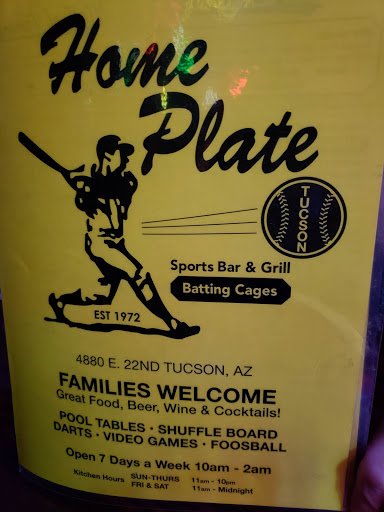 Home
Plate
TUCSON
Sports Bar & Grill
Batting Cages
EST 1972
4880 E. 22ND TUCSON, AZ
FAMILIES WELCOME
Great Food, Beer, Wine & Cocktails!
POOL TABLES • SHUFFLE BOARD
DARTS • VIDEO GAMES • FOOSBALL
Open 7 Days a Week 10am - 2am
Kitchen Hours SUN-THURS 11am - 10pm
FRI & SAT 11am - Midnight